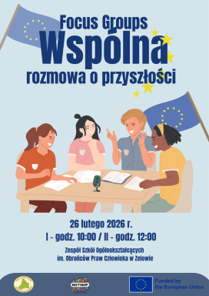 Focus Groups
Wspólna
rozmowa o przyszłości
26 lutego 2026 r.
I - godz. 10:00 / II - godz. 12:00
Zespół Szkół Ogólnokształcących
im. Obrońców Praw Człowieka w Zelowie
Funded by
the European Union